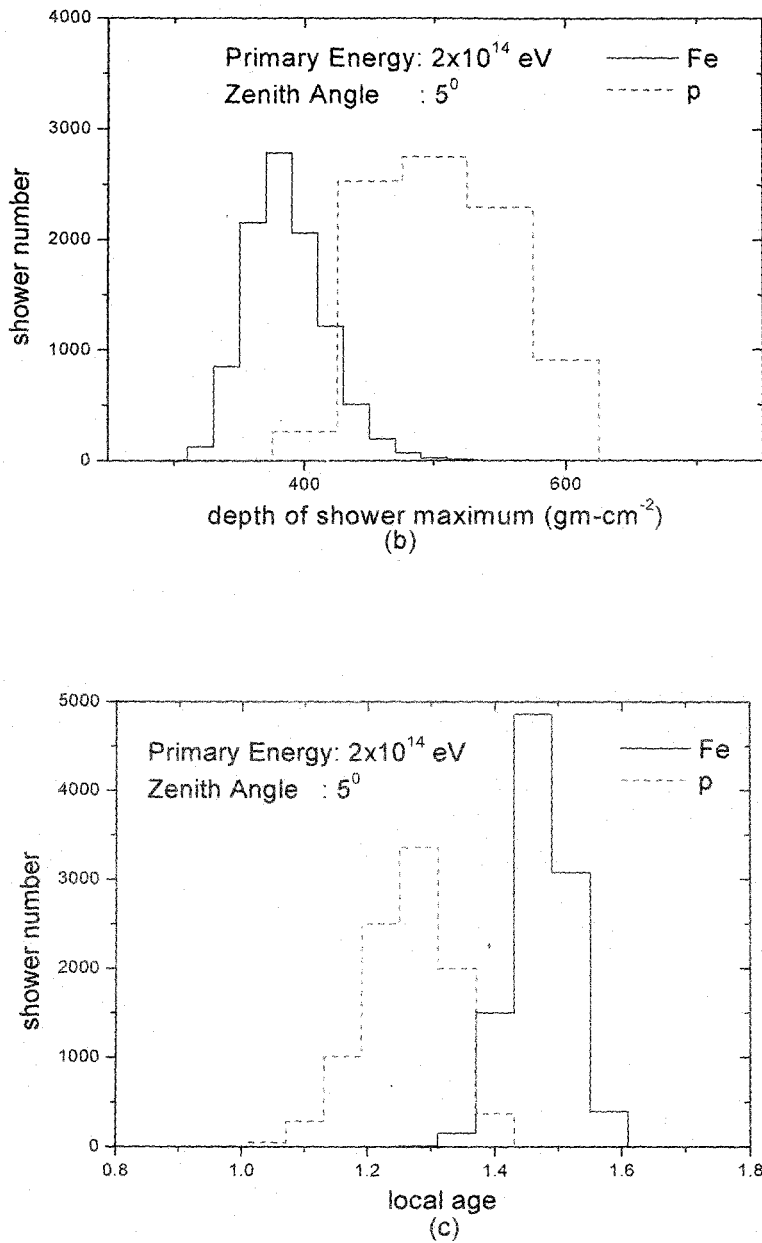 4000
3000
2000
1000
0
shower number
Primary Energy: 2x10^14 eV
Zenith Angle : 5^0
Fe
p
400
600
depth of shower maximum (gm-cm^-2)
(b)
5000
4000
3000
2000
1000
0
shower number
Primary Energy: 2x10^14 eV
Zenith Angle : 5^0
Fe
p
0.8
1.0
1.2
1.4
1.6
1.8
local age
(c)